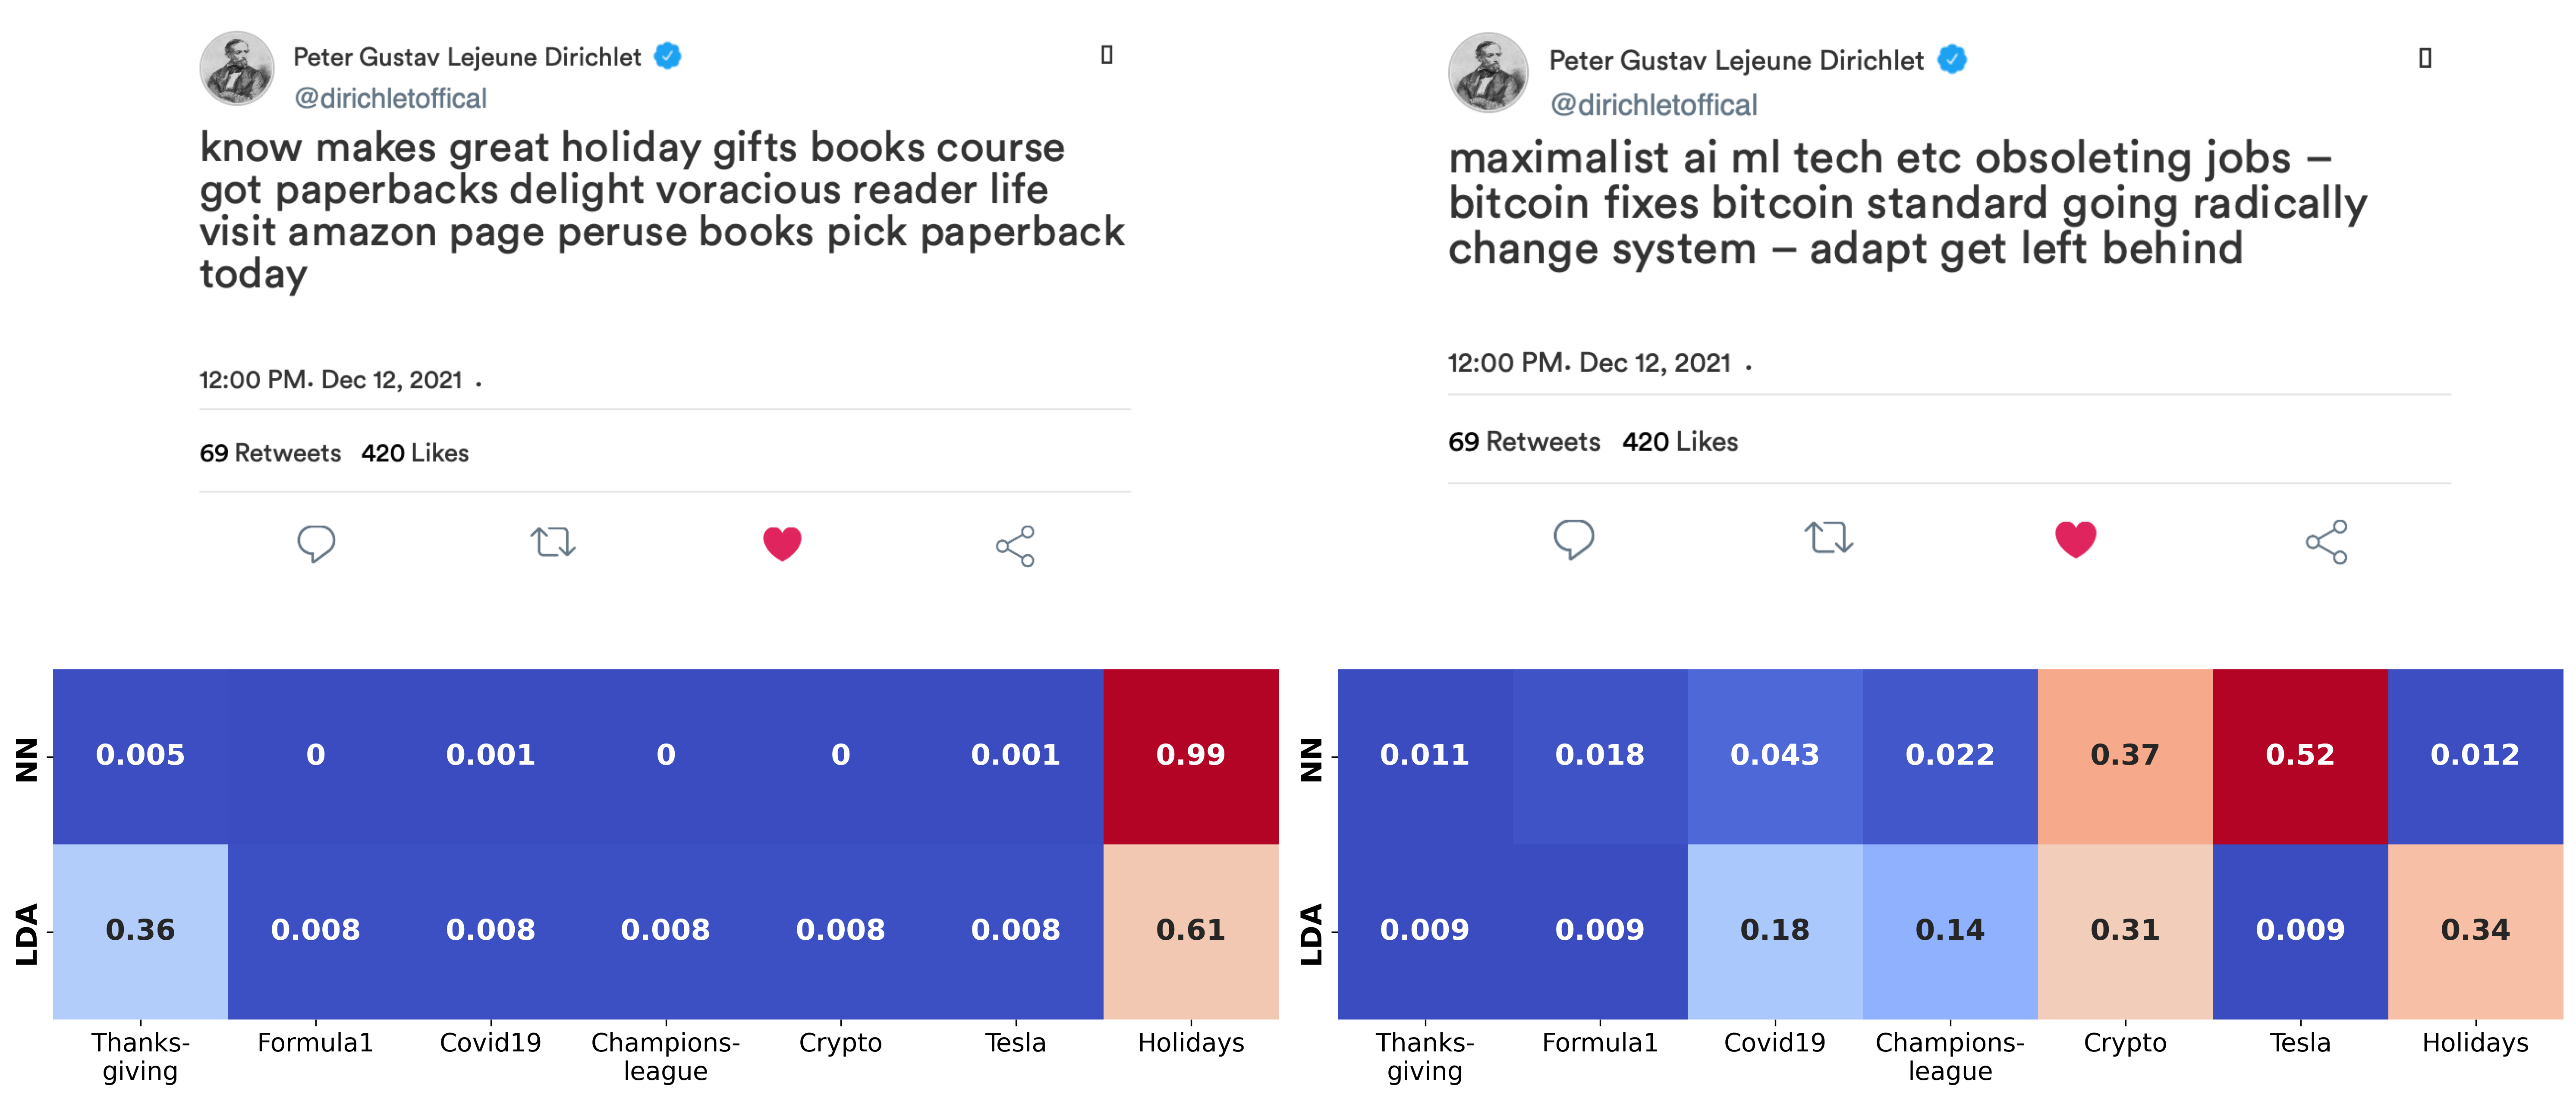 Peter Gustav Lejeune Dirichlet
@dirichletoffical
know makes great holiday gifts books course
got paperbacks delight voracious reader life
visit amazon page peruse books pick paperback
today
12:00 PM. Dec 12, 2021 .
69 Retweets 420 Likes
Peter Gustav Lejeune Dirichlet
@dirichletoffical
maximalist ai ml tech etc obsoleting jobs –
bitcoin fixes bitcoin standard going radically
change system – adapt get left behind
12:00 PM. Dec 12, 2021 .
69 Retweets 420 Likes
NN
0.005 0 0.001 0 0 0.001 0.99
LDA
0.36 0.008 0.008 0.008 0.008 0.008 0.61
Thanks- Formula1 Covid19 Champions- Crypto Tesla Holidays
giving league
NN
0.011 0.018 0.043 0.022 0.37 0.52 0.012
LDA
0.009 0.009 0.18 0.14 0.31 0.009 0.34
Thanks- Formula1 Covid19 Champions- Crypto Tesla Holidays
giving league